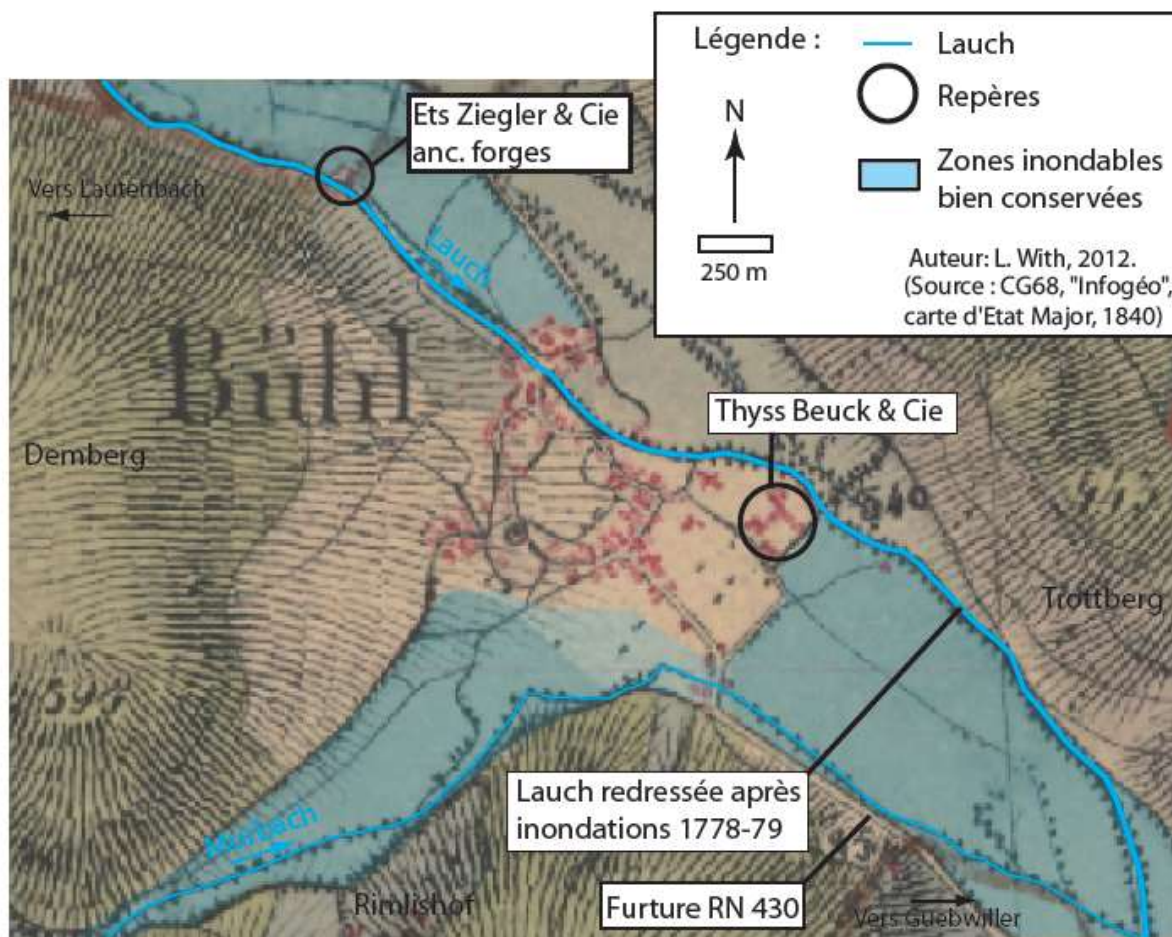 Légende :
Lauch
Repères
N
Zones inondables
bien conservées
250 m
Auteur: L. With, 2012.
(Source : CG68, "Infogéo",
carte d'Etat Major, 1840)
Ets Ziegler & Cie
anc. forges
Vers Lautenbach
Lauch
Bühl
Thyss Beuck & Cie
Demberg
Trottberg
Lauch redressée après
inondations 1778-79
Murbach
Rimlishof
Furture RN 430
Vers Guebwiller